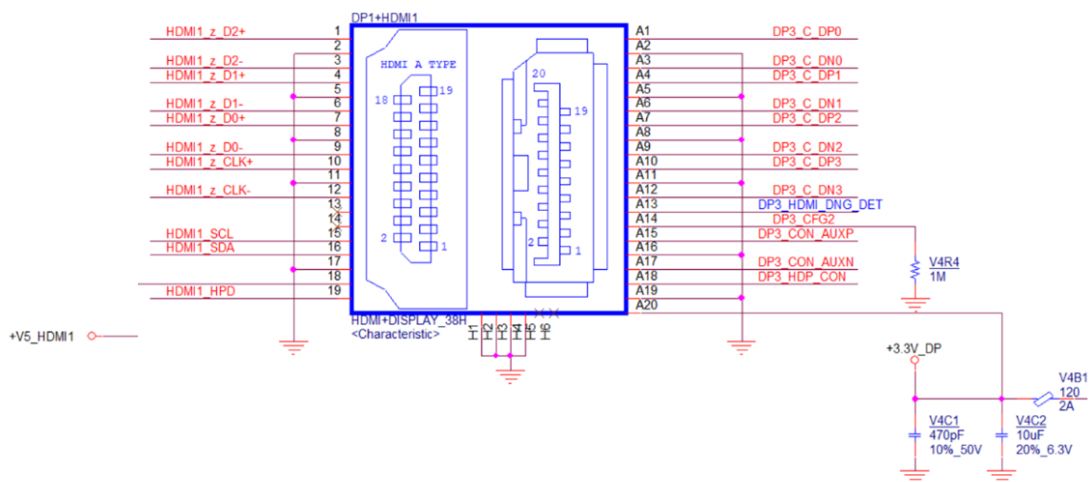 DP1+HDMI1
HDMI1_z_D2+ 1 A1 DP3_C_DP0
2 A2
HDMI1_z_D2- 3 A3 DP3_C_DN0
HDMI1_z_D1+ 4 A4 DP3_C_DP1
5 A5
HDMI1_z_D1- 6 A6 DP3_C_DN1
HDMI1_z_D0+ 7 A7 DP3_C_DP2
8 A8
HDMI1_z_D0- 9 A9 DP3_C_DN2
HDMI1_z_CLK+ 10 A10 DP3_C_DP3
11 A11
HDMI1_z_CLK- 12 A12 DP3_C_DN3
13 A13 DP3_HDMI_DNG_DET
14 A14 DP3_CFG2
HDMI1_SCL 15 A15 DP3_CON_AUXP
HDMI1_SDA 16 A16
17 A17 DP3_CON_AUXN
18 A18 DP3_HDP_CON
HDMI1_HPD 19 A19
A20
HDMI A TYPE
19
18
2
1
20
19
2
1
V4R4
1M
HDMI+DISPLAY_38H
<Characteristic>
H1
H2
H3
H4
H5
H6
+V5_HDMI1
+3.3V_DP
V4B1
120
2A
V4C1
470pF
10%_50V
V4C2
10uF
20%_6.3V